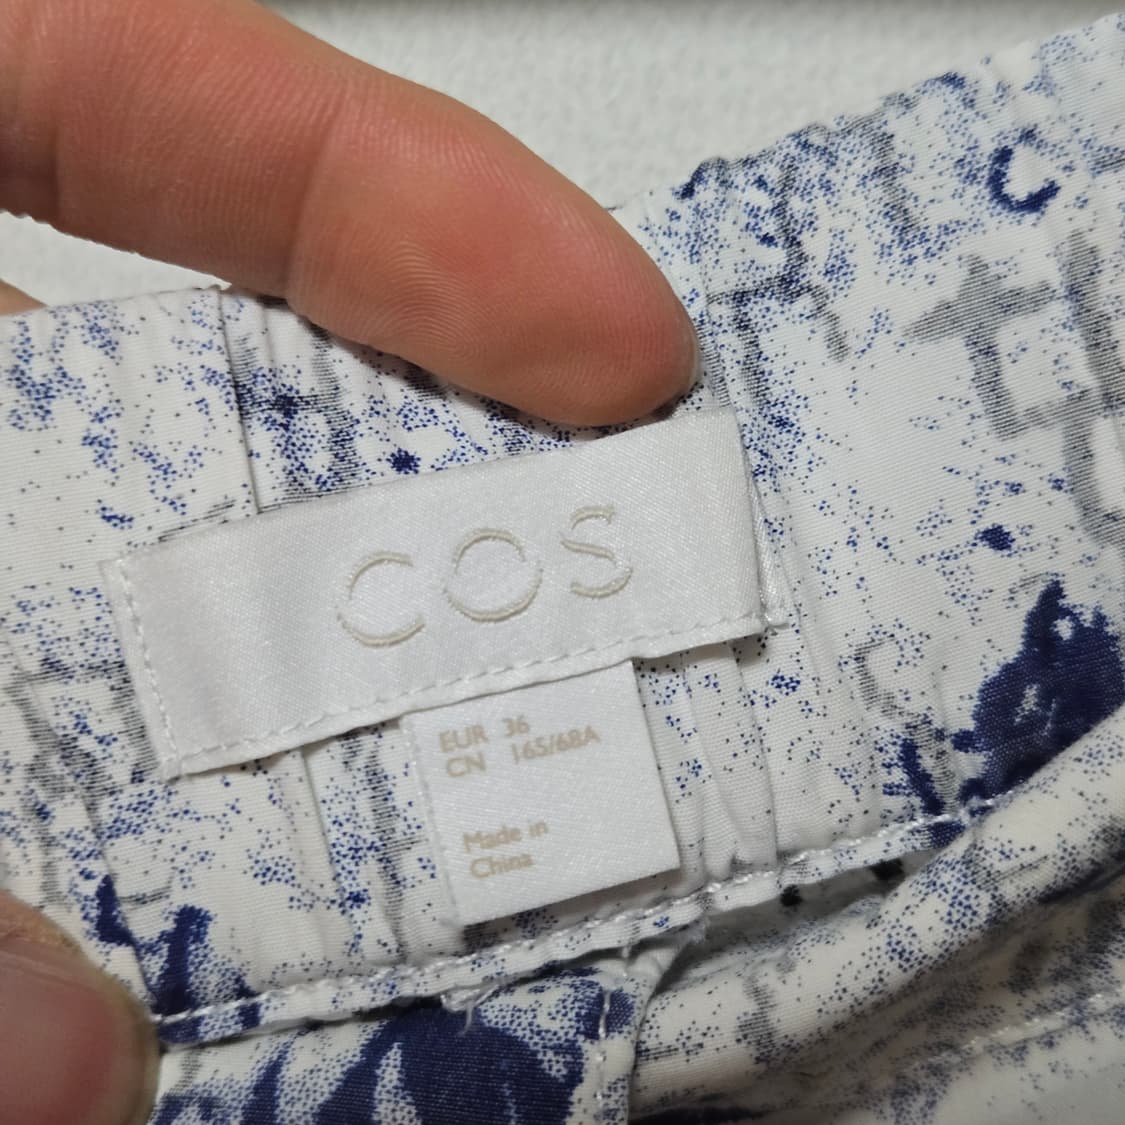 COS
EUR 36
CN 165/68A
Made in
China